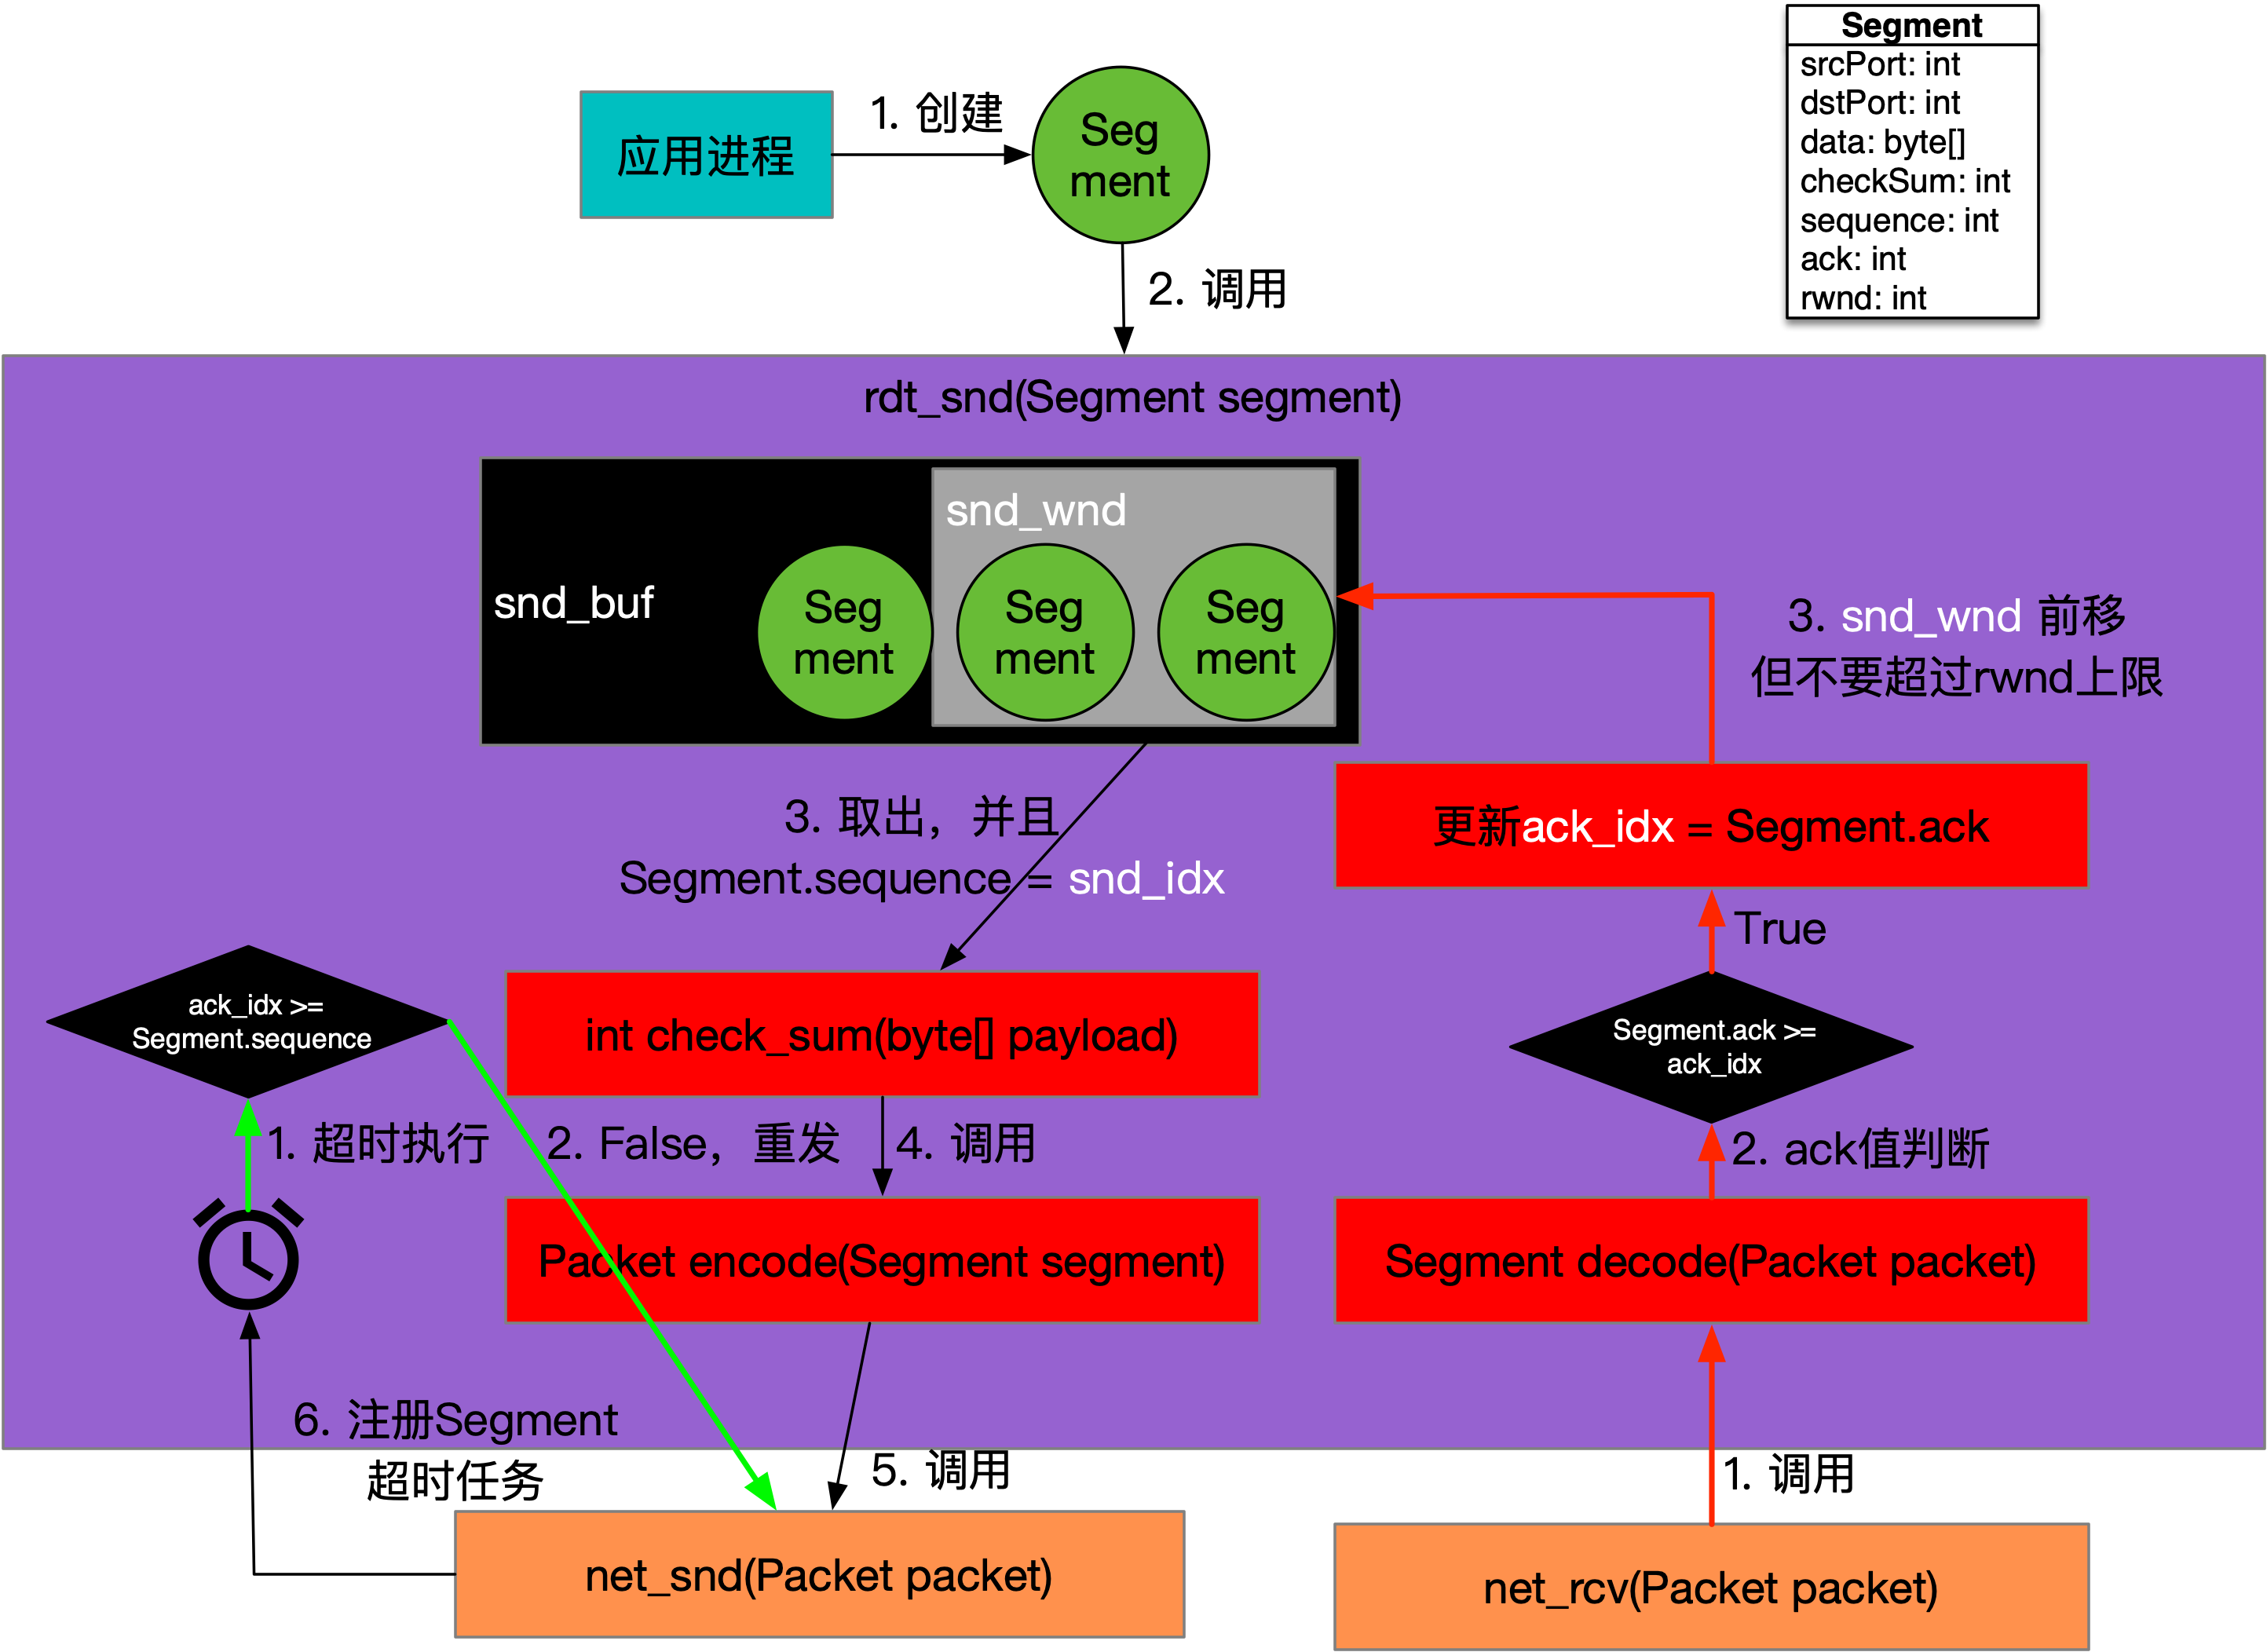 Segment
srcPort: int
dstPort: int
data: byte[]
checkSum: int
sequence: int
ack: int
rwnd: int
应用进程
1. 创建
Seg
ment
2. 调用
rdt_snd(Segment segment)
snd_buf
snd_wnd
Seg
ment
Seg
ment
Seg
ment
3. snd_wnd 前移
但不要超过rwnd上限
3. 取出，并且
Segment.sequence = snd_idx
更新ack_idx = Segment.ack
True
ack_idx >=
Segment.sequence
int check_sum(byte[] payload)
Segment.ack >=
ack_idx
1. 超时执行
2. False，重发
4. 调用
2. ack值判断
Packet encode(Segment segment)
Segment decode(Packet packet)
6. 注册Segment
超时任务
5. 调用
1. 调用
net_snd(Packet packet)
net_rcv(Packet packet)